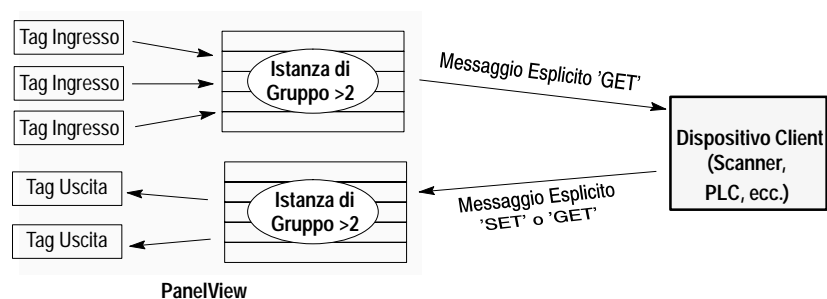 Tag Ingresso
Tag Ingresso
Tag Ingresso
Istanza di
Gruppo >2
Messaggio Esplicito 'GET'
Dispositivo Client
(Scanner,
PLC, ecc.)
Tag Uscita
Tag Uscita
Istanza di
Gruppo >2
Messaggio Esplicito
'SET' o 'GET'
PanelView